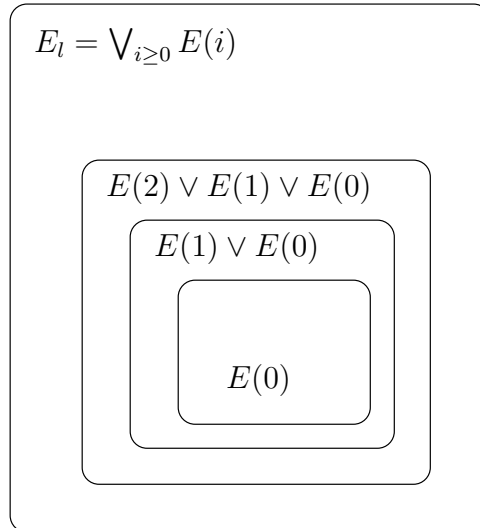 E_l = ⋁_{i≥0} E(i)
E(2) ∨ E(1) ∨ E(0)
E(1) ∨ E(0)
E(0)